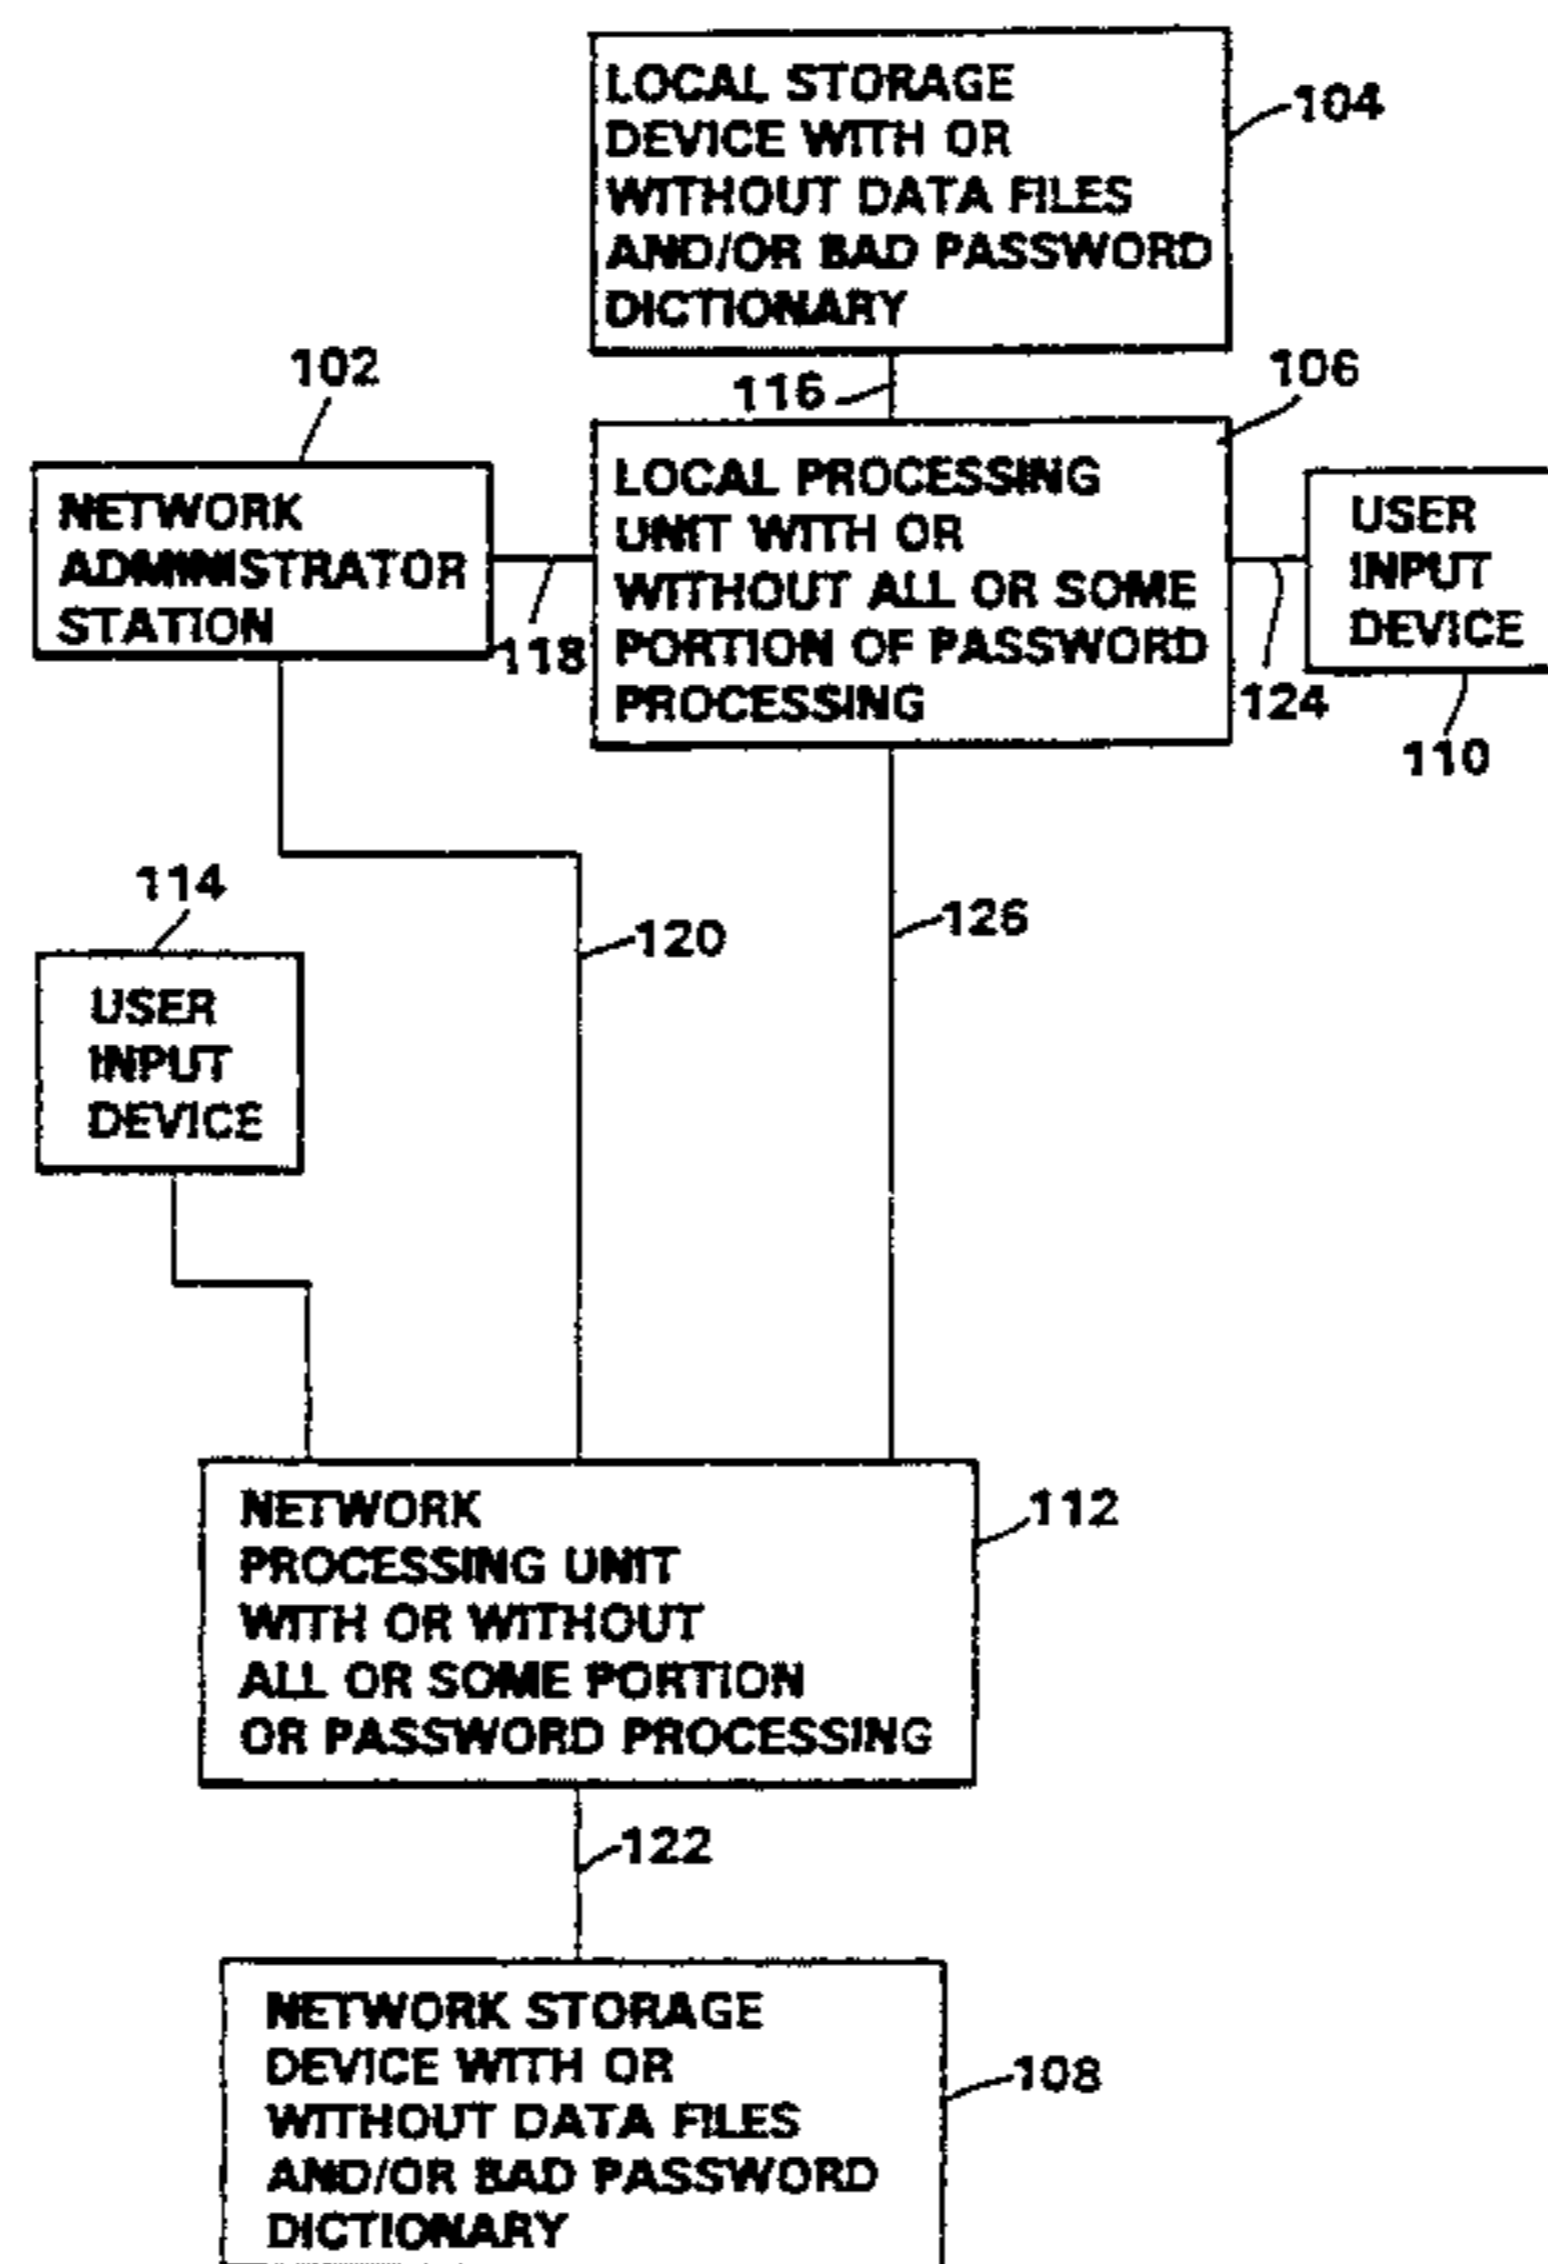 LOCAL STORAGE
DEVICE WITH OR
WITHOUT DATA FILES
AND/OR BAD PASSWORD
DICTIONARY
104
116
102
106
NETWORK
ADMINISTRATOR
STATION
118
LOCAL PROCESSING
UNIT WITH OR
WITHOUT ALL OR SOME
PORTION OF PASSWORD
PROCESSING
USER
INPUT
DEVICE
124
110
114
120
126
USER
INPUT
DEVICE
NETWORK
PROCESSING UNIT
WITH OR WITHOUT
ALL OR SOME PORTION
OR PASSWORD PROCESSING
112
122
NETWORK STORAGE
DEVICE WITH OR
WITHOUT DATA FILES
AND/OR BAD PASSWORD
DICTIONARY
108